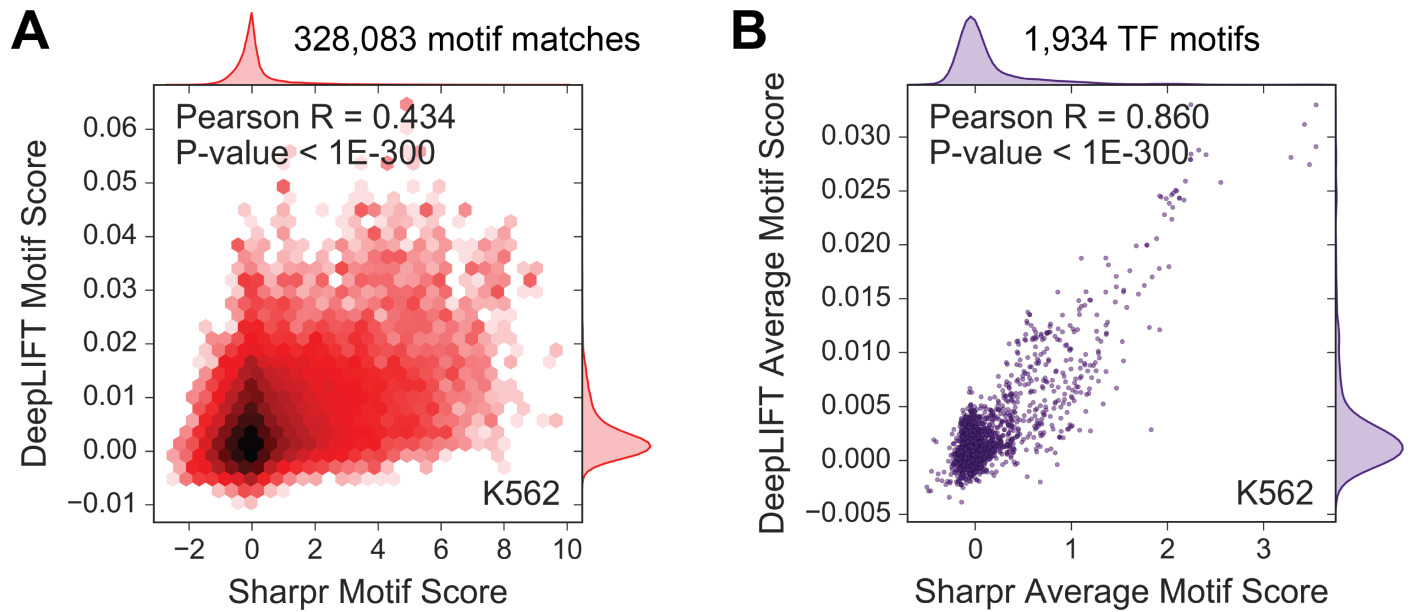 A
328,083 motif matches
Pearson R = 0.434
P-value < 1E-300
DeepLIFT Motif Score
0.06
0.05
0.04
0.03
0.02
0.01
0.00
−0.01
K562
−2 0 2 4 6 8 10
Sharpr Motif Score
B
1,934 TF motifs
Pearson R = 0.860
P-value < 1E-300
DeepLIFT Average Motif Score
0.030
0.025
0.020
0.015
0.010
0.005
0.000
−0.005
K562
0 1 2 3
Sharpr Average Motif Score